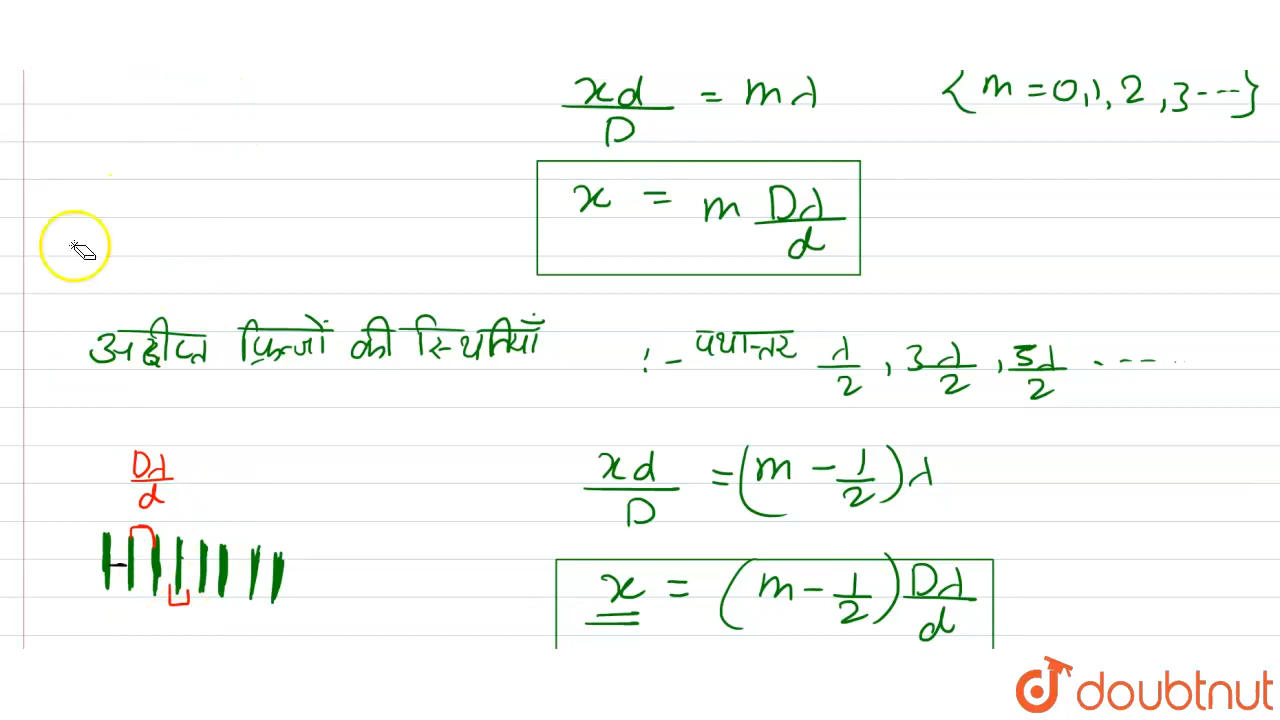 xd/D = mλ {m = 0,1, 2, 3 ---}
x = m Dλ/d
अदीप्त फ्रिन्जों की स्थितियाँ :- पथान्तर λ/2, 3λ/2, 5λ/2 -----
Dλ/d
xd/D = (m - 1/2) λ
x = (m - 1/2) Dλ/d
doubtnut